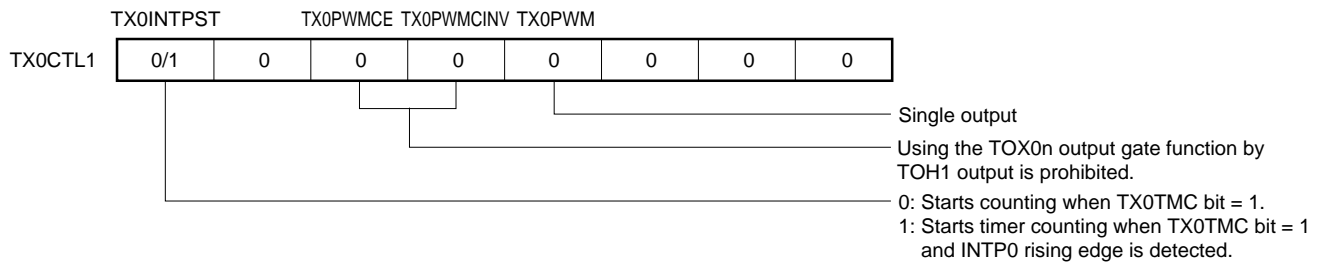 TX0INTPST TX0PWMCE TX0PWMCINV TX0PWM
TX0CTL1 0/1 0 0 0 0 0 0 0
Single output
Using the TOX0n output gate function by
TOH1 output is prohibited.
0: Starts counting when TX0TMC bit = 1.
1: Starts timer counting when TX0TMC bit = 1
and INTP0 rising edge is detected.